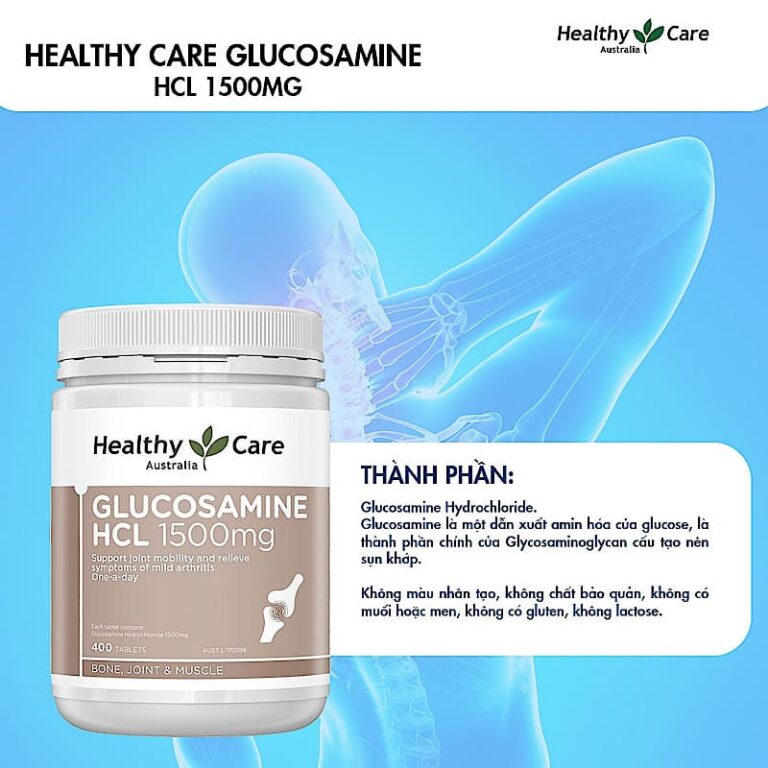 HEALTHY CARE GLUCOSAMINE
HCL 1500MG
Healthy Care
Australia
Healthy Care
Australia
GLUCOSAMINE
HCL 1500mg
Support joint mobility and relieve
symptoms of mild arthritis
One-a-day
Each tablet contains:
Glucosamine Hydrochloride 1500mg
400 TABLETS AUST L 170598
BONE, JOINT & MUSCLE
THÀNH PHẦN:
Glucosamine Hydrochloride.
Glucosamine là một dẫn xuất amin hóa của glucose, là
thành phần chính của Glycosaminoglycan cấu tạo nên
sụn khớp.
Không màu nhân tạo, không chất bảo quản, không có
muối hoặc men, không có gluten, không lactose.